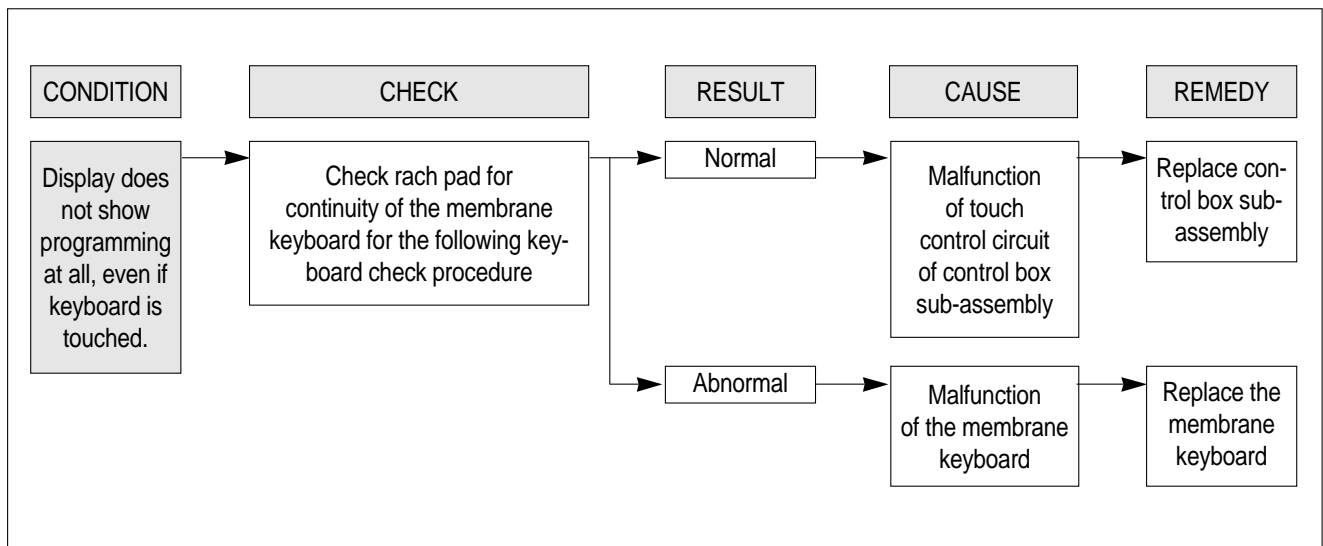 CONDITION
CHECK
RESULT
CAUSE
REMEDY
Display does
not show
programming
at all, even if
keyboard is
touched.
Check rach pad for
continuity of the membrane
keyboard for the following key-
board check procedure
Normal
Malfunction
of touch
control circuit
of control box
sub-assembly
Replace con-
trol box sub-
assembly
Abnormal
Malfunction
of the membrane
keyboard
Replace the
membrane
keyboard